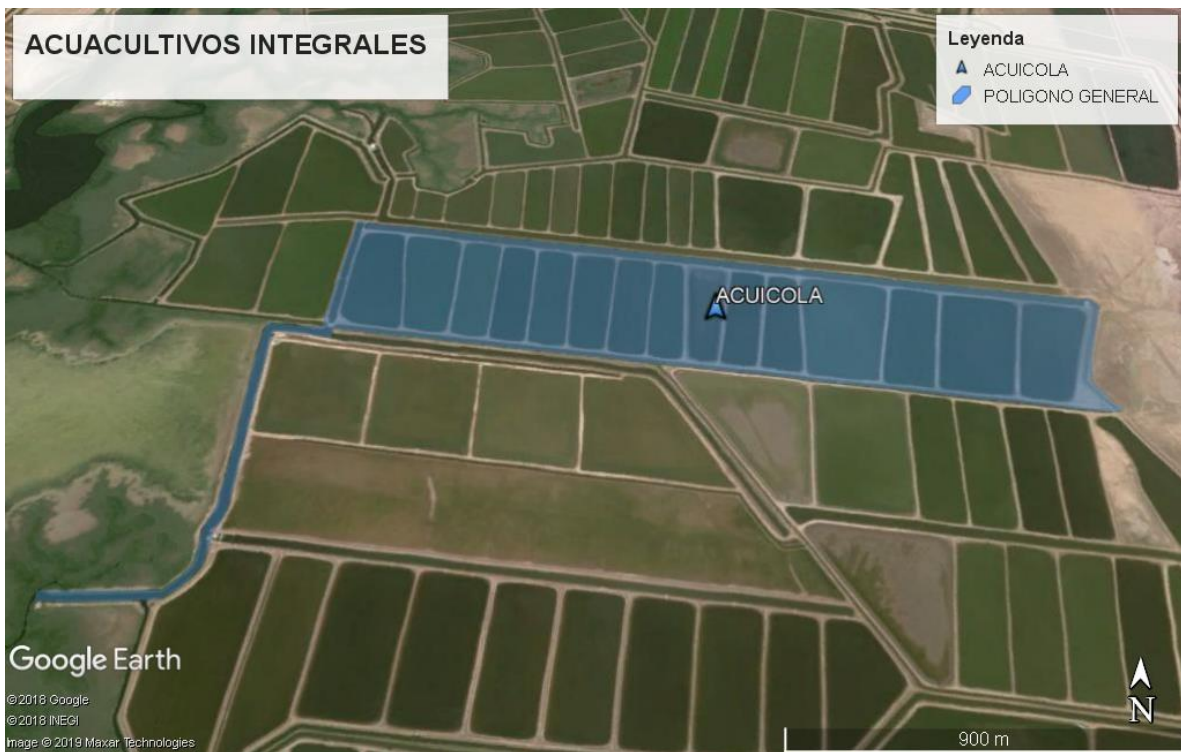 ACUACULTIVOS INTEGRALES
Leyenda
ACUICOLA
POLIGONO GENERAL
ACUICOLA
Google Earth
©2018 Google
©2018 INEGI
Image © 2019 Maxar Technologies
N
900 m